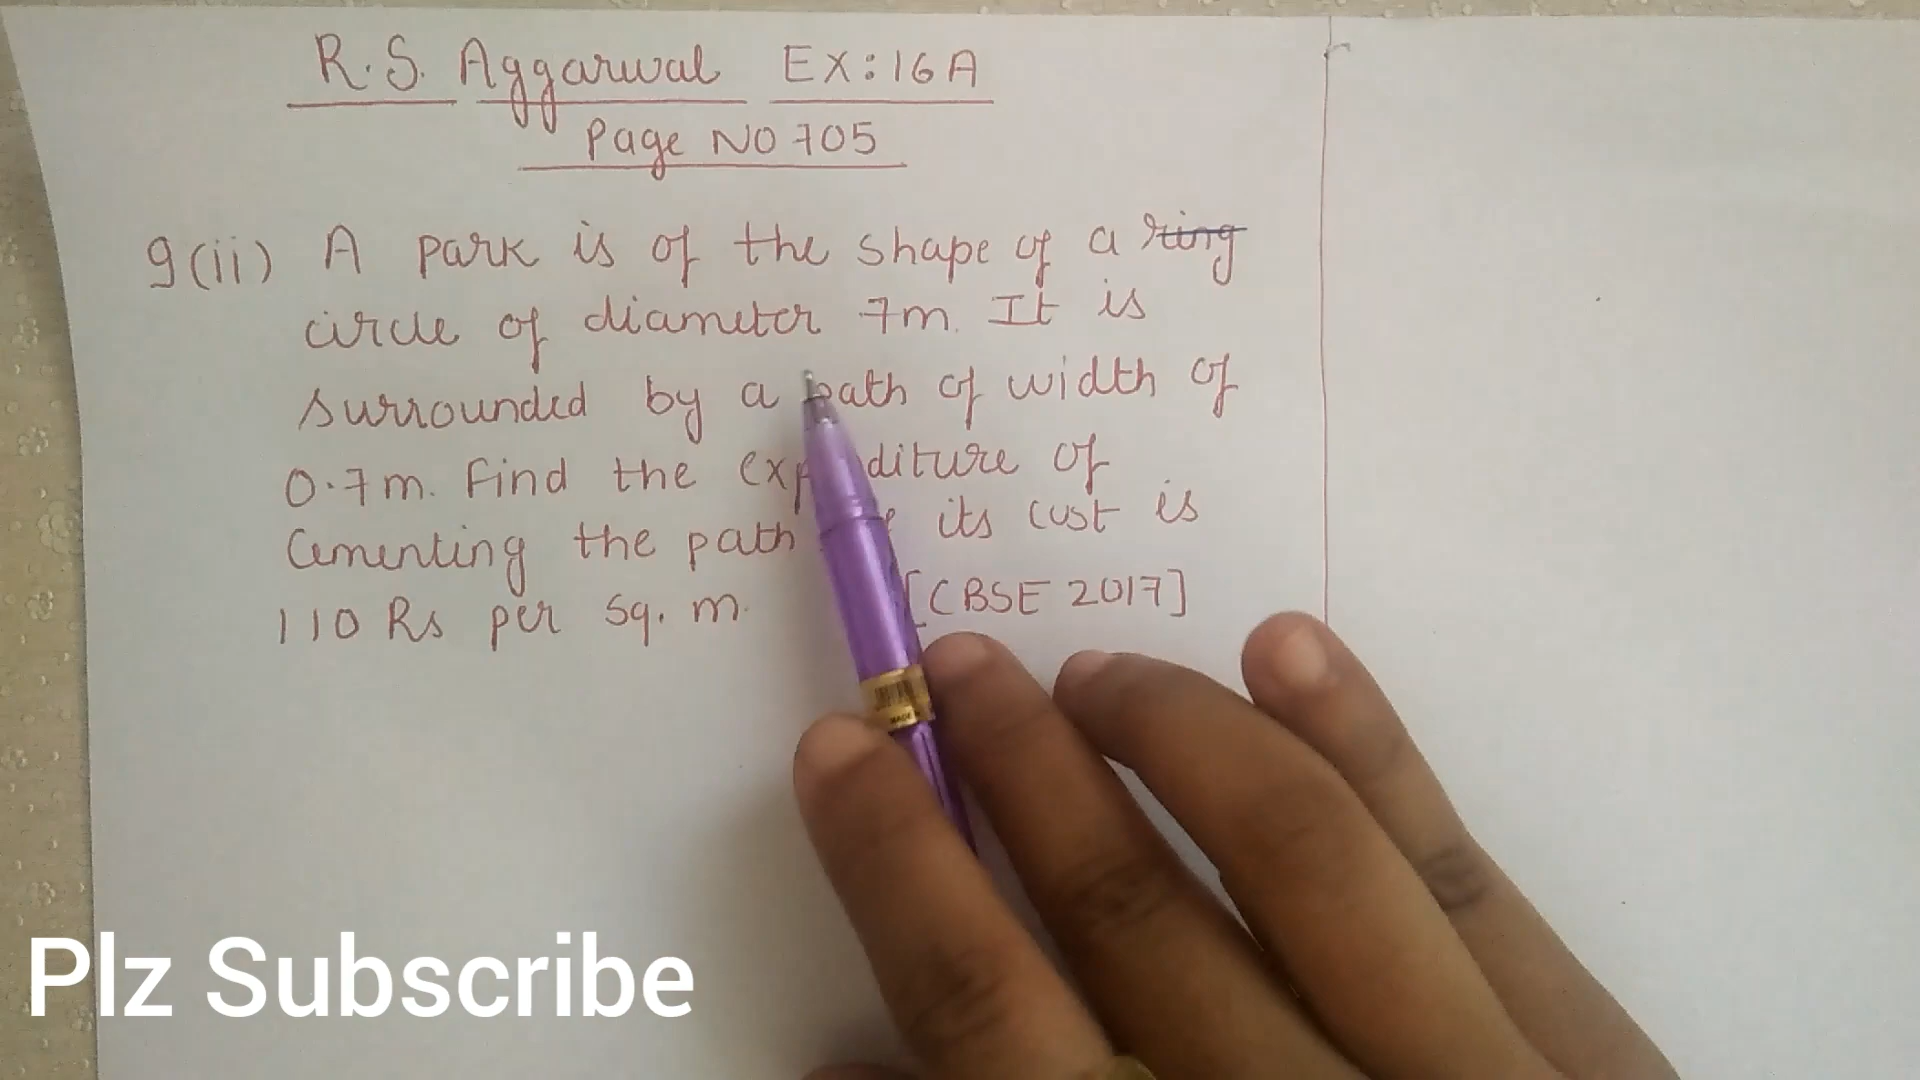 R.S. Aggarwal EX: 16A
Page NO 705
9(ii) A park is of the shape of a ring
circle of diameter 7m. It is
surrounded by a path of width of
0.7m. Find the of
Cementing the path its cost is
110 Rs per sq. m. [CBSE 2017]
Plz Subscribe